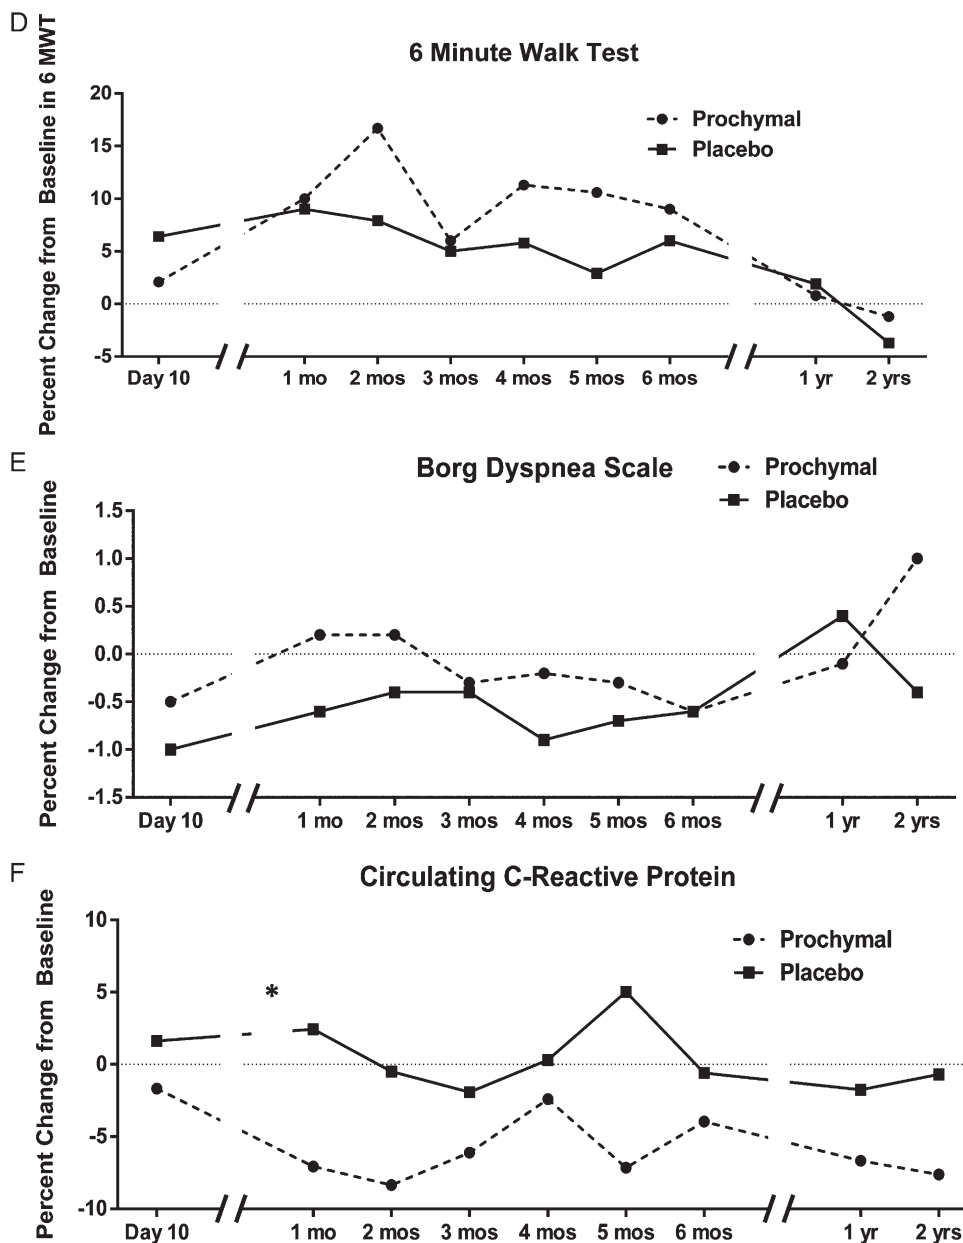 D
6 Minute Walk Test
Percent Change from Baseline in 6 MWT
Prochymal
Placebo
20
15
10
5
0
-5
Day 10 1 mo 2 mos 3 mos 4 mos 5 mos 6 mos 1 yr 2 yrs
E
Borg Dyspnea Scale
Percent Change from Baseline
Prochymal
Placebo
1.5
1.0
0.5
0.0
-0.5
-1.0
-1.5
Day 10 1 mo 2 mos 3 mos 4 mos 5 mos 6 mos 1 yr 2 yrs
F
Circulating C-Reactive Protein
Percent Change from Baseline
Prochymal
Placebo
10
5
0
-5
-10
*
Day 10 1 mo 2 mos 3 mos 4 mos 5 mos 6 mos 1 yr 2 yrs